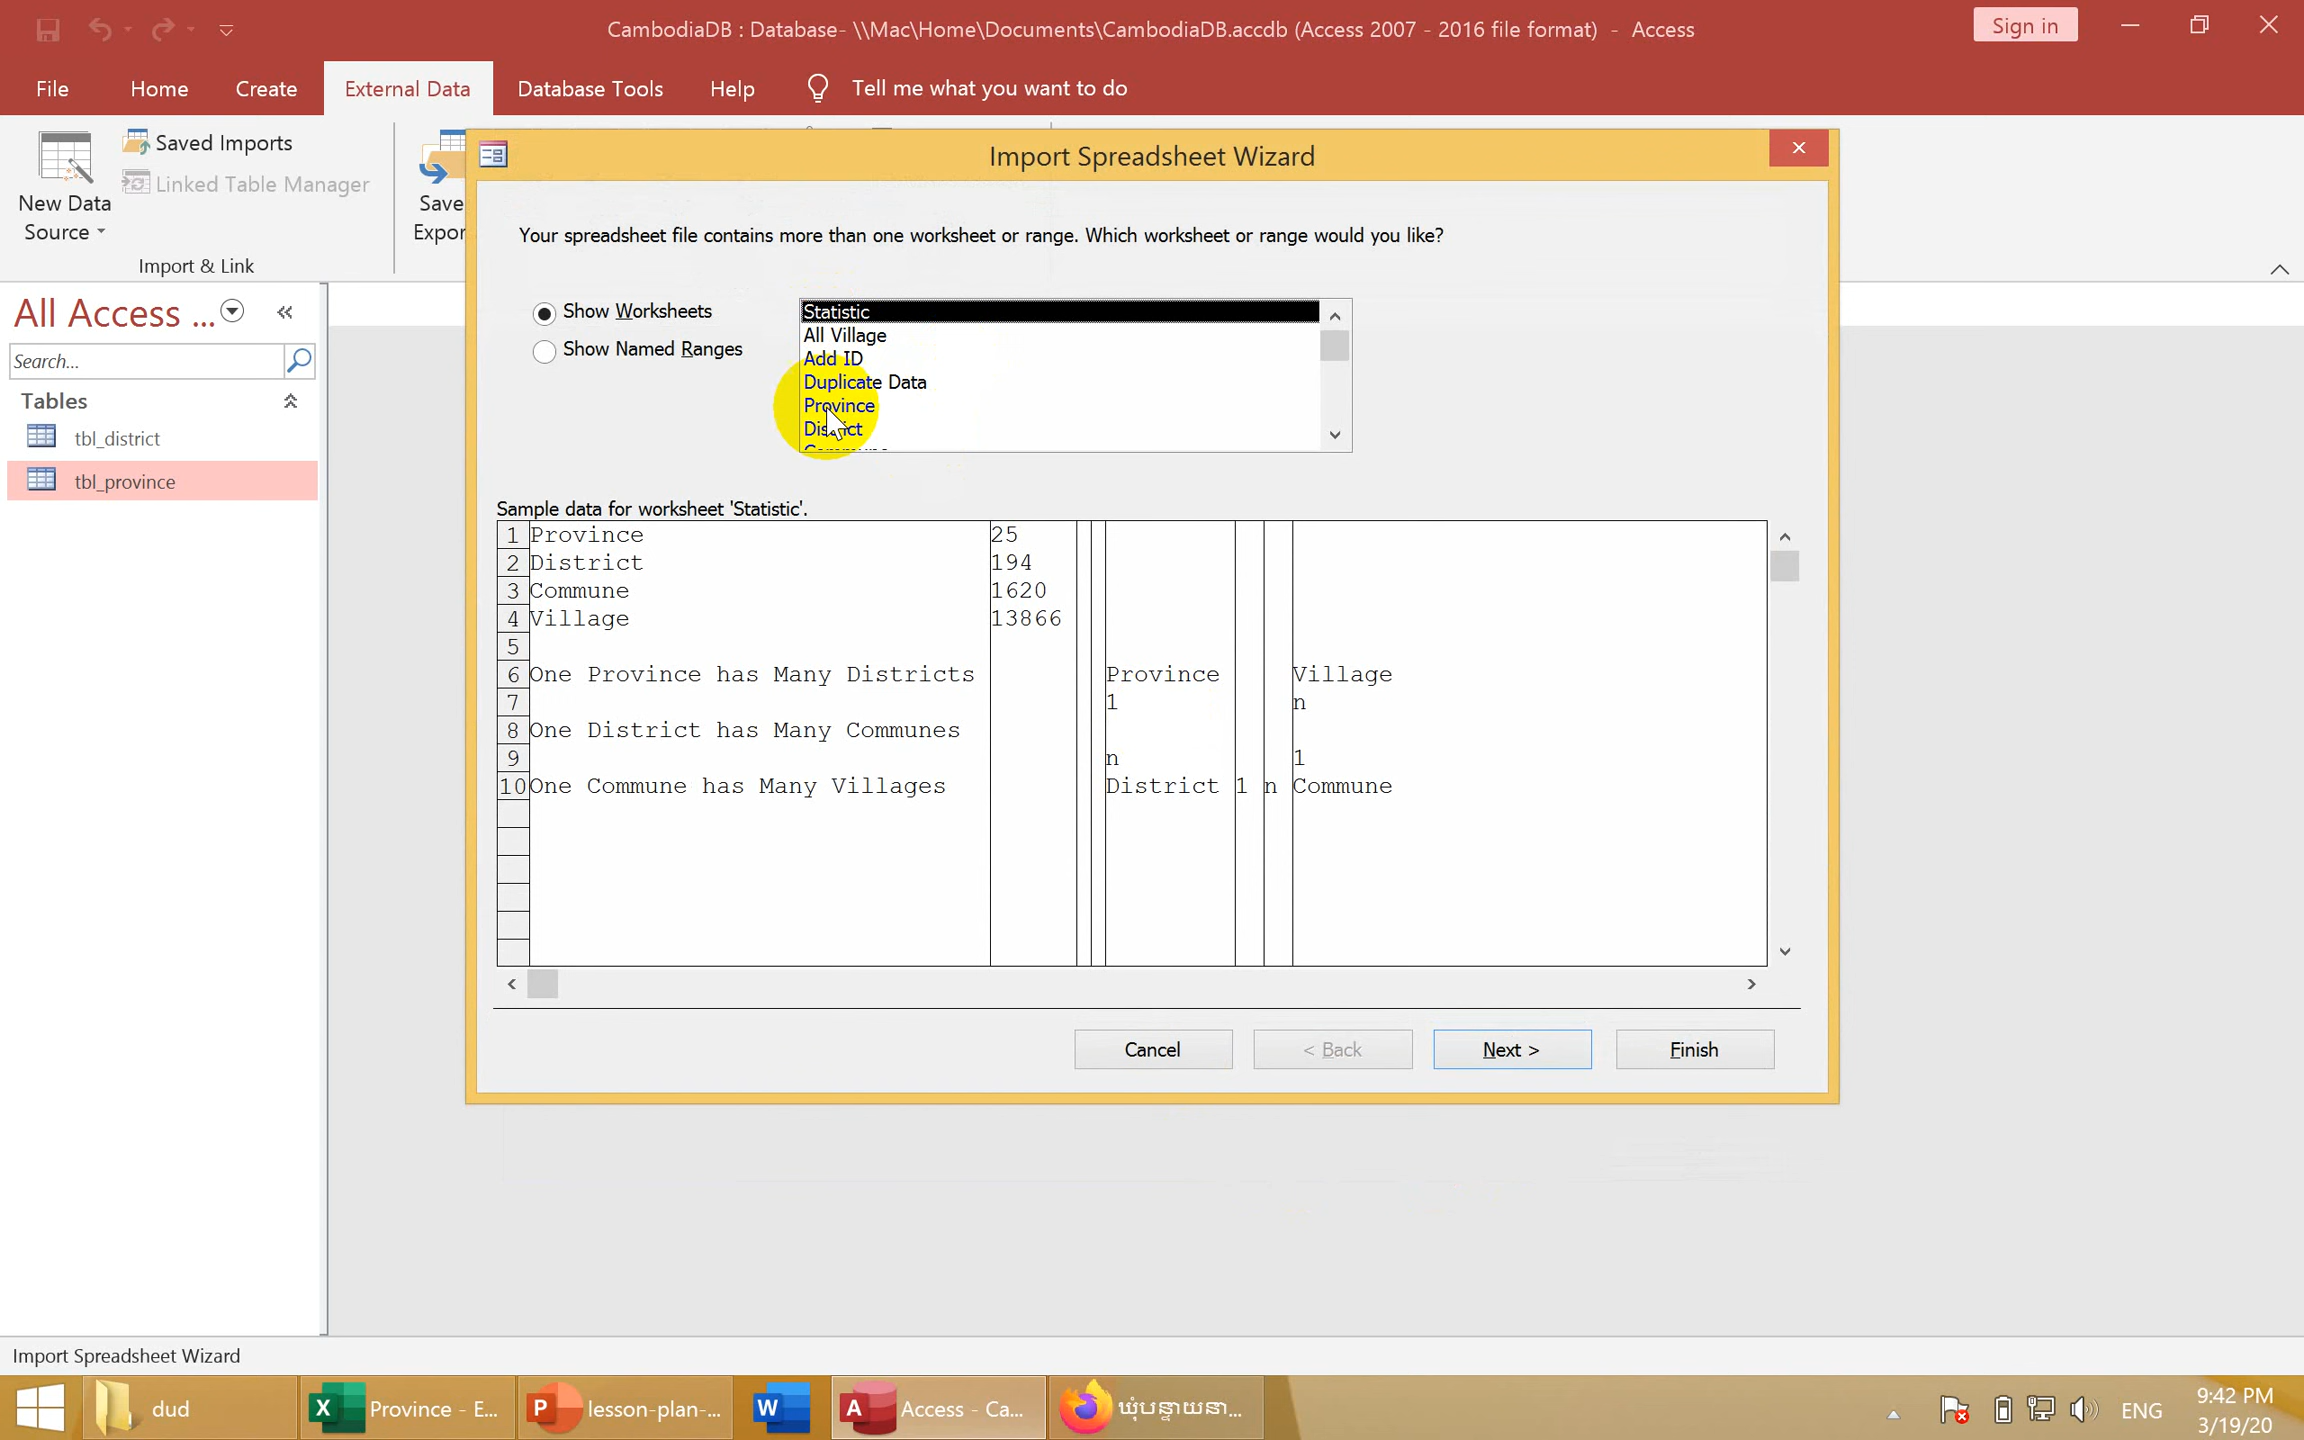 CambodiaDB : Database- \\Mac\Home\Documents\CambodiaDB.accdb (Access 2007 - 2016 file format) - Access
Sign in
File
Home
Create
External Data
Database Tools
Help
Tell me what you want to do
New Data
Source
Saved Imports
Linked Table Manager
Import & Link
Save
Expor
Import Spreadsheet Wizard
Your spreadsheet file contains more than one worksheet or range. Which worksheet or range would you like?
Show Worksheets
Show Named Ranges
Statistic
All Village
Add ID
Duplicate Data
Province
District
All Access ...
Search...
Tables
tbl_district
tbl_province
Sample data for worksheet 'Statistic'.
1 Province 25
2 District 194
3 Commune 1620
4 Village 13866
5
6 One Province has Many Districts Province Village
7 1 n
8 One District has Many Communes
9 n 1
10 One Commune has Many Villages District 1 n Commune
Cancel
< Back
Next >
Finish
Import Spreadsheet Wizard
dud
Province - E...
lesson-plan-...
Access - Ca...
ENG
9:42 PM
3/19/20